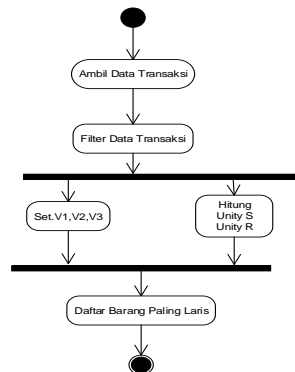 Ambil Data Transaksi
Filter Data Transaksi
Set.V1,V2,V3
Hitung
Unity S
Unity R
Daftar Barang Paling Laris